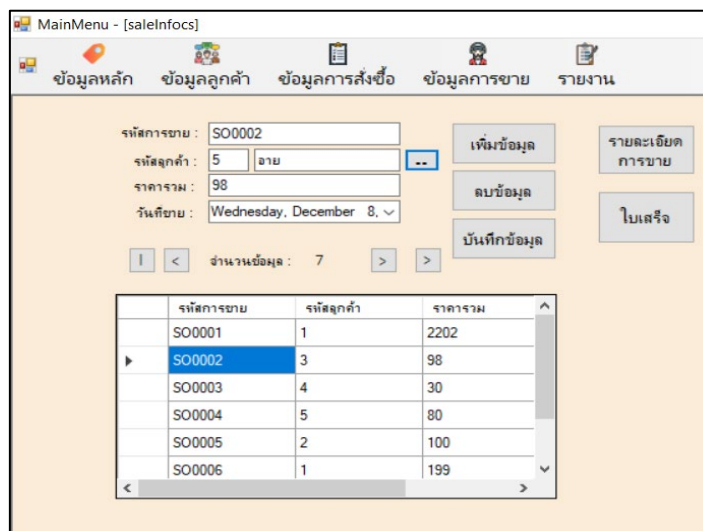 MainMenu - [saleInfocs]
ข้อมูลหลัก ข้อมูลลูกค้า ข้อมูลการสั่งซื้อ ข้อมูลการขาย รายงาน
รหัสการขาย : SO0002
รหัสลูกค้า : 5 อาย --
ราคารวม : 98
วันที่ขาย : Wednesday, December 8,
เพิ่มข้อมูล
ลบข้อมูล
บันทึกข้อมูล
รายละเอียด
การขาย
ใบเสร็จ
| < จำนวนข้อมูล : 7 > >
รหัสการขาย รหัสลูกค้า ราคารวม
SO0001 1 2202
SO0002 3 98
SO0003 4 30
SO0004 5 80
SO0005 2 100
SO0006 1 199